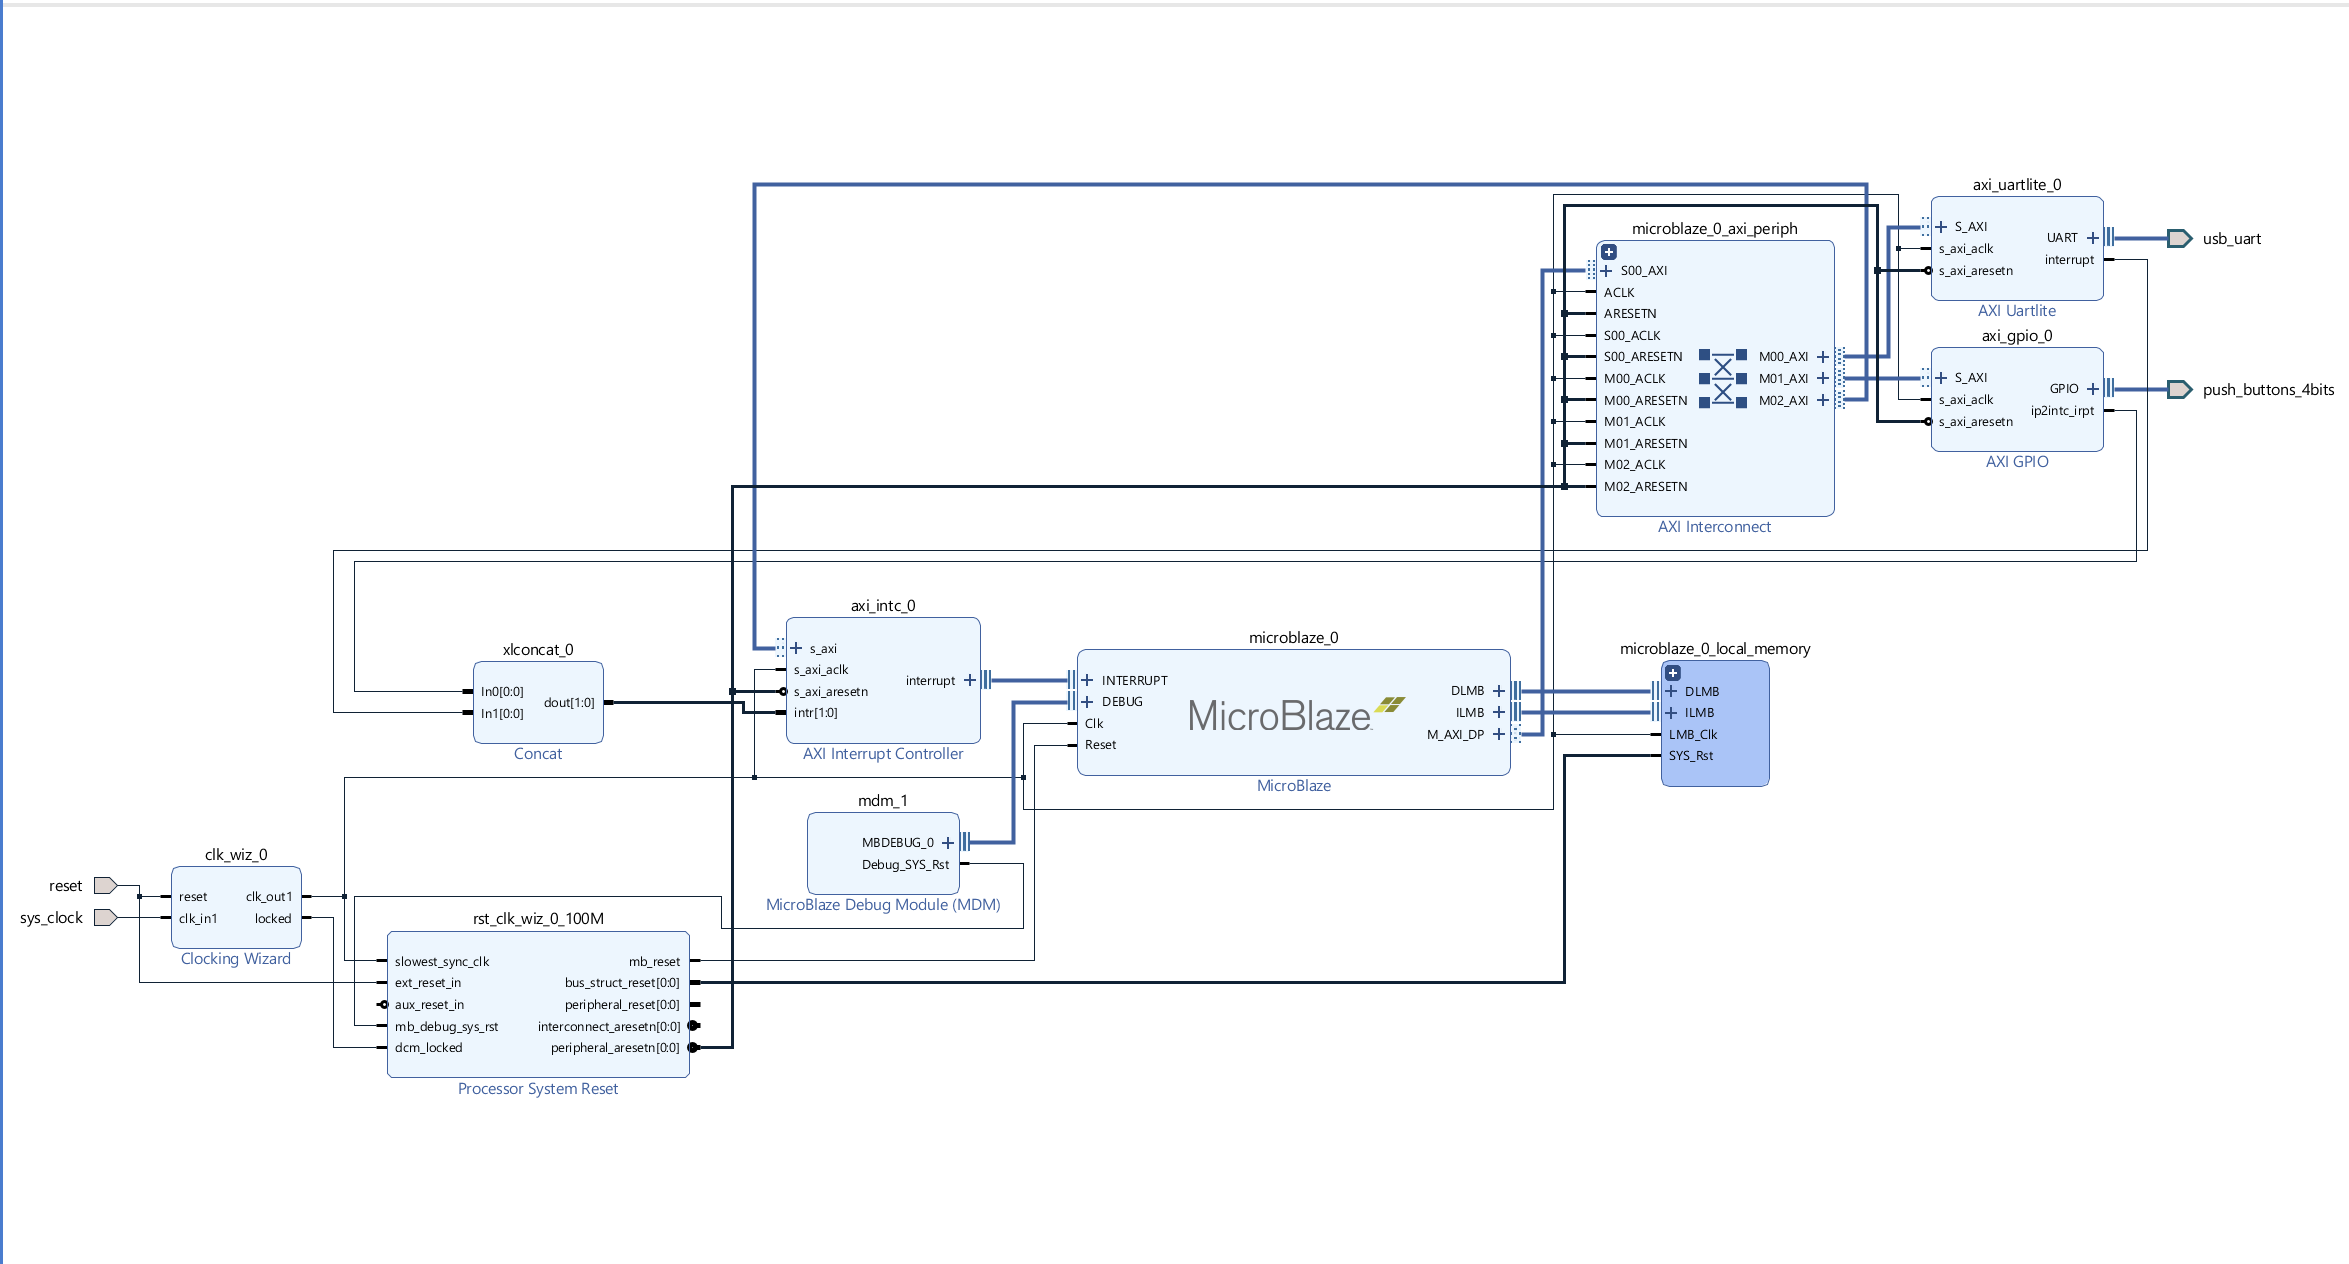 axi_uartlite_0
S_AXI
s_axi_aclk
s_axi_aresetn
UART
interrupt
AXI Uartlite
usb_uart
microblaze_0_axi_periph
S00_AXI
ACLK
ARESETN
S00_ACLK
S00_ARESETN
M00_ACLK
M00_ARESETN
M01_ACLK
M01_ARESETN
M02_ACLK
M02_ARESETN
M00_AXI
M01_AXI
M02_AXI
AXI Interconnect
axi_gpio_0
S_AXI
s_axi_aclk
s_axi_aresetn
GPIO
ip2intc_irpt
AXI GPIO
push_buttons_4bits
xlconcat_0
In0[0:0]
In1[0:0]
dout[1:0]
Concat
axi_intc_0
s_axi
s_axi_aclk
s_axi_aresetn
intr[1:0]
interrupt
AXI Interrupt Controller
microblaze_0
INTERRUPT
DEBUG
Clk
Reset
MicroBlaze
DLMB
ILMB
M_AXI_DP
MicroBlaze
microblaze_0_local_memory
DLMB
ILMB
LMB_Clk
SYS_Rst
mdm_1
MBDEBUG_0
Debug_SYS_Rst
MicroBlaze Debug Module (MDM)
reset
sys_clock
clk_wiz_0
reset
clk_in1
clk_out1
locked
Clocking Wizard
rst_clk_wiz_0_100M
slowest_sync_clk
ext_reset_in
aux_reset_in
mb_debug_sys_rst
dcm_locked
mb_reset
bus_struct_reset[0:0]
peripheral_reset[0:0]
interconnect_aresetn[0:0]
peripheral_aresetn[0:0]
Processor System Reset